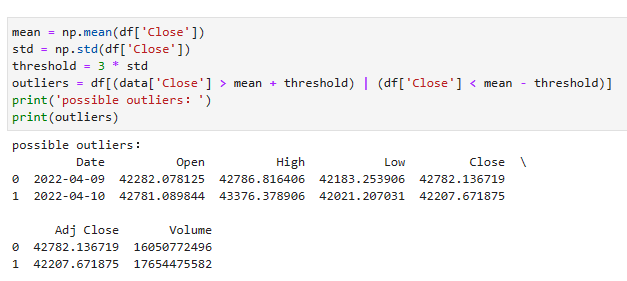 mean = np.mean(df['Close'])
std = np.std(df['Close'])
threshold = 3 * std
outliers = df[(data['Close'] > mean + threshold) | (df['Close'] < mean - threshold)]
print('possible outliers: ')
print(outliers)
possible outliers:
Date Open High Low Close \
0 2022-04-09 42282.078125 42786.816406 42183.253906 42782.136719
1 2022-04-10 42781.089844 43376.378906 42021.207031 42207.671875
Adj Close Volume
0 42782.136719 16050772496
1 42207.671875 17654475582